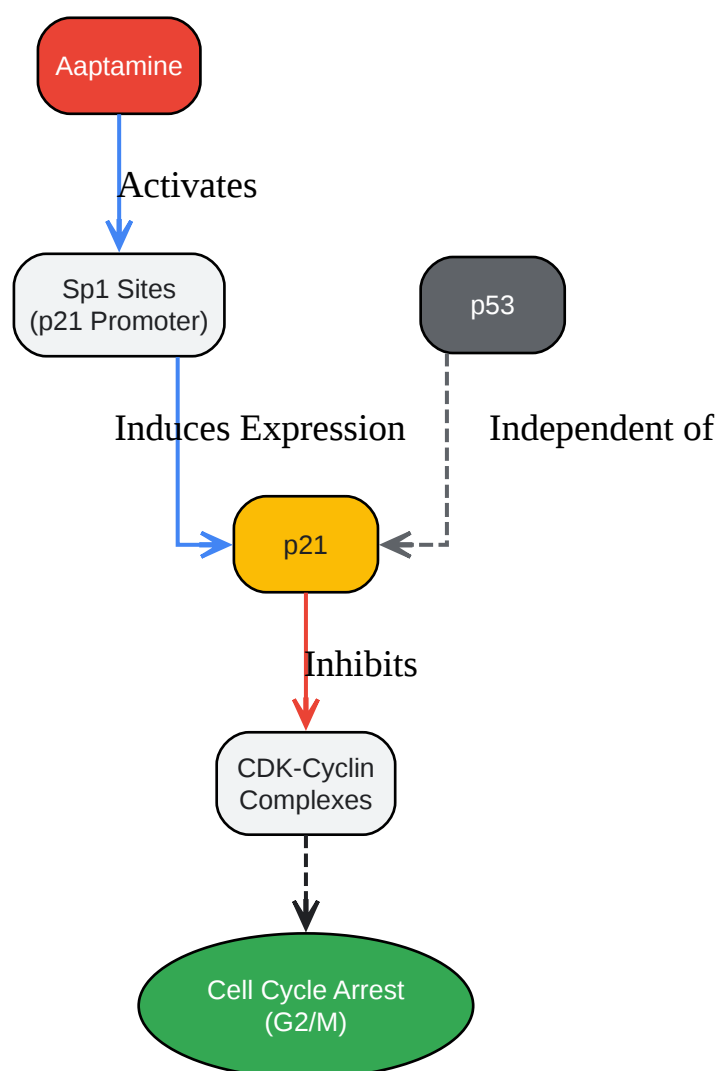 Aaptamine
Activates
Sp1 Sites
(p21 Promoter)
p53
Induces Expression
Independent of
p21
Inhibits
CDK-Cyclin
Complexes
Cell Cycle Arrest
(G2/M)